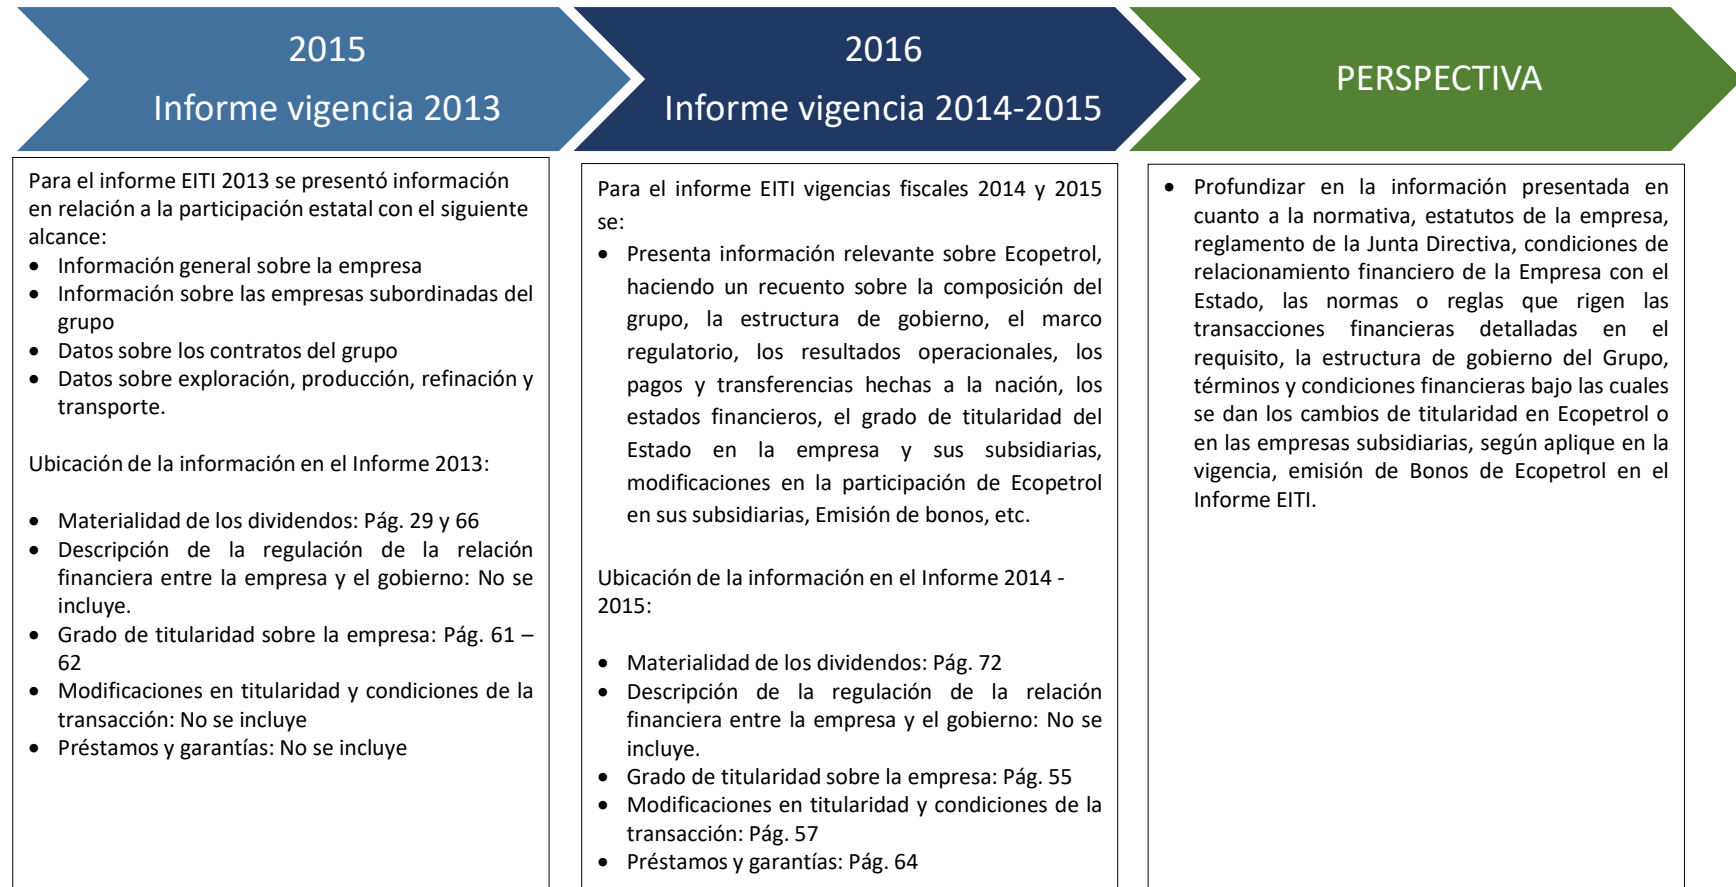 2015
Informe vigencia 2013
2016
Informe vigencia 2014-2015
PERSPECTIVA
Para el informe EITI 2013 se presentó información
en relación a la participación estatal con el siguiente
alcance:
• Información general sobre la empresa
• Información sobre las empresas subordinadas del
grupo
• Datos sobre los contratos del grupo
• Datos sobre exploración, producción, refinación y
transporte.
Ubicación de la información en el Informe 2013:
• Materialidad de los dividendos: Pág. 29 y 66
• Descripción de la regulación de la relación
financiera entre la empresa y el gobierno: No se
incluye.
• Grado de titularidad sobre la empresa: Pág. 61 –
62
• Modificaciones en titularidad y condiciones de la
transacción: No se incluye
• Préstamos y garantías: No se incluye
Para el informe EITI vigencias fiscales 2014 y 2015
se:
• Presenta información relevante sobre Ecopetrol,
haciendo un recuento sobre la composición del
grupo, la estructura de gobierno, el marco
regulatorio, los resultados operacionales, los
pagos y transferencias hechas a la nación, los
estados financieros, el grado de titularidad del
Estado en la empresa y sus subsidiarias,
modificaciones en la participación de Ecopetrol
en sus subsidiarias, Emisión de bonos, etc.
Ubicación de la información en el Informe 2014 -
2015:
• Materialidad de los dividendos: Pág. 72
• Descripción de la regulación de la relación
financiera entre la empresa y el gobierno: No se
incluye.
• Grado de titularidad sobre la empresa: Pág. 55
• Modificaciones en titularidad y condiciones de la
transacción: Pág. 57
• Préstamos y garantías: Pág. 64
• Profundizar en la información presentada en
cuanto a la normativa, estatutos de la empresa,
reglamento de la Junta Directiva, condiciones de
relacionamiento financiero de la Empresa con el
Estado, las normas o reglas que rigen las
transacciones financieras detalladas en el
requisito, la estructura de gobierno del Grupo,
términos y condiciones financieras bajo las cuales
se dan los cambios de titularidad en Ecopetrol o
en las empresas subsidiarias, según aplique en la
vigencia, emisión de Bonos de Ecopetrol en el
Informe EITI.